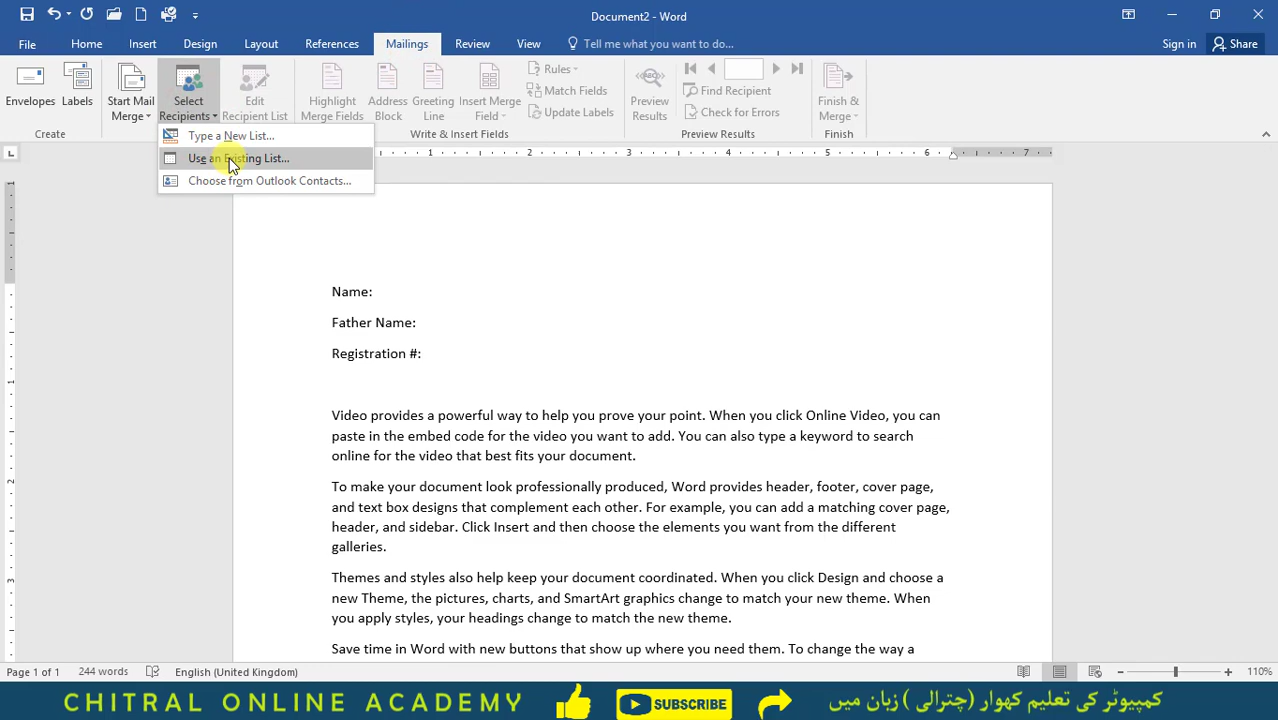 Document2 - Word
File Home Insert Design Layout References Mailings Review View Tell me what you want to do... Sign in Share
Envelopes Labels Start Mail Merge Select Recipients Edit Recipient List Highlight Merge Fields Address Block Greeting Line Insert Merge Field Rules Match Fields Update Labels Preview Results Find Recipient Check for Errors Finish & Merge
Create Write & Insert Fields Preview Results Finish
Type a New List...
Use an Existing List...
Choose from Outlook Contacts...
1 2 3 4 5 6 7
1
1
2
3
Name:
Father Name:
Registration #:
Video provides a powerful way to help you prove your point. When you click Online Video, you can
paste in the embed code for the video you want to add. You can also type a keyword to search
online for the video that best fits your document.
To make your document look professionally produced, Word provides header, footer, cover page,
and text box designs that complement each other. For example, you can add a matching cover page,
header, and sidebar. Click Insert and then choose the elements you want from the different
galleries.
Themes and styles also help keep your document coordinated. When you click Design and choose a
new Theme, the pictures, charts, and SmartArt graphics change to match your new theme. When
you apply styles, your headings change to match the new theme.
Save time in Word with new buttons that show up where you need them. To change the way a
Page 1 of 1 244 words English (United Kingdom) 110%
CHITRAL ONLINE ACADEMY SUBSCRIBE کمپیوٹر کی تعلیم کھوار (چترالی ) زبان میں